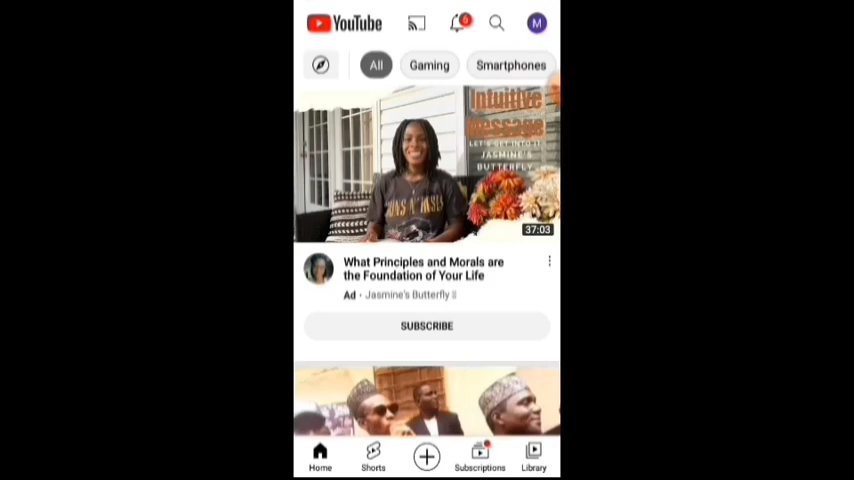 YouTube
6
M
All
Gaming
Smartphones
Intuitive
Message
LET'S GET INTO IT
JASMINE'S
BUTTERFLY
37:03
What Principles and Morals are
the Foundation of Your Life
Ad · Jasmine's Butterfly
SUBSCRIBE
Home
Shorts
Subscriptions
Library